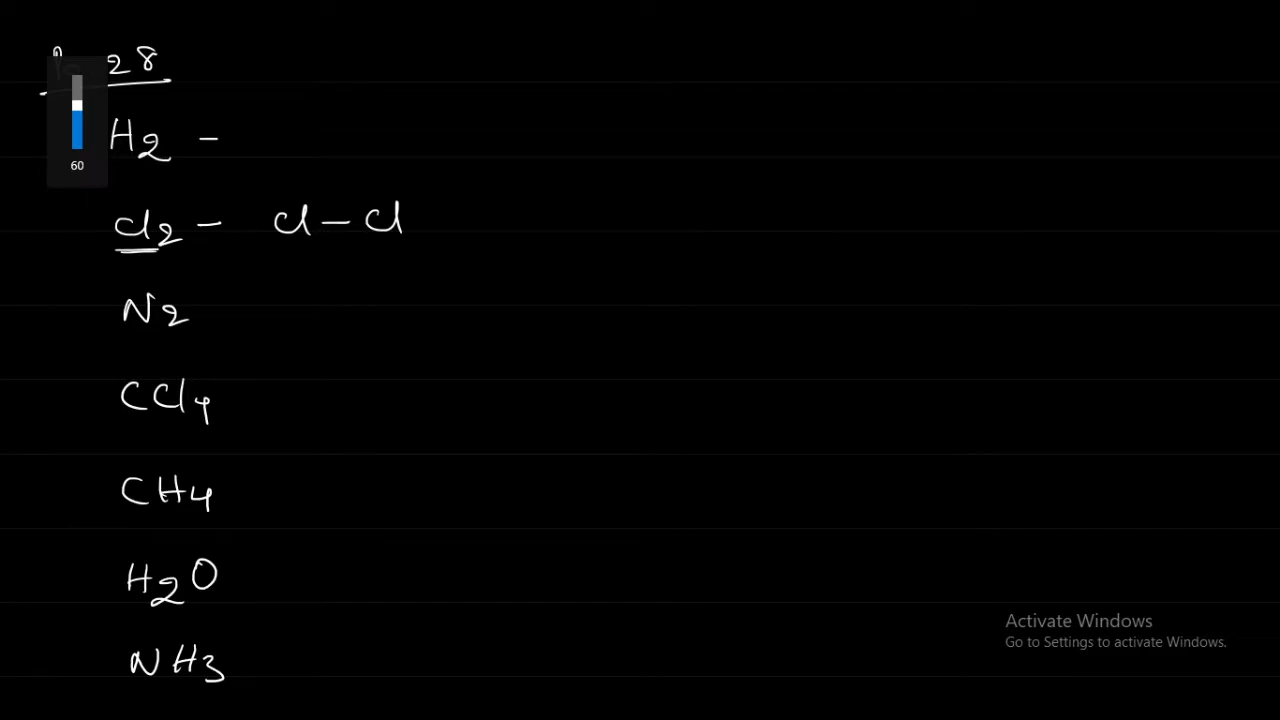 28
H2 -
Cl2 - Cl - Cl
N2
CCl4
CH4
H2O
NH3
60
Activate Windows
Go to Settings to activate Windows.